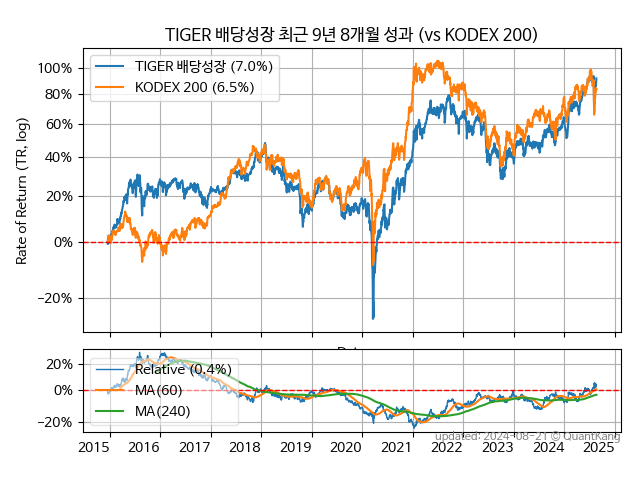 TIGER 배당성장 최근 9년 8개월 성과 (vs KODEX 200)
Rate of Return (TR, log)
100%
80%
60%
40%
20%
0%
−20%
TIGER 배당성장 (7.0%)
KODEX 200 (6.5%)
20%
0%
−20%
Relative (0.4%)
MA(60)
MA(240)
2015 2016 2017 2018 2019 2020 2021 2022 2023 2024 2025
updated: 2024-08-21 © QuantKang